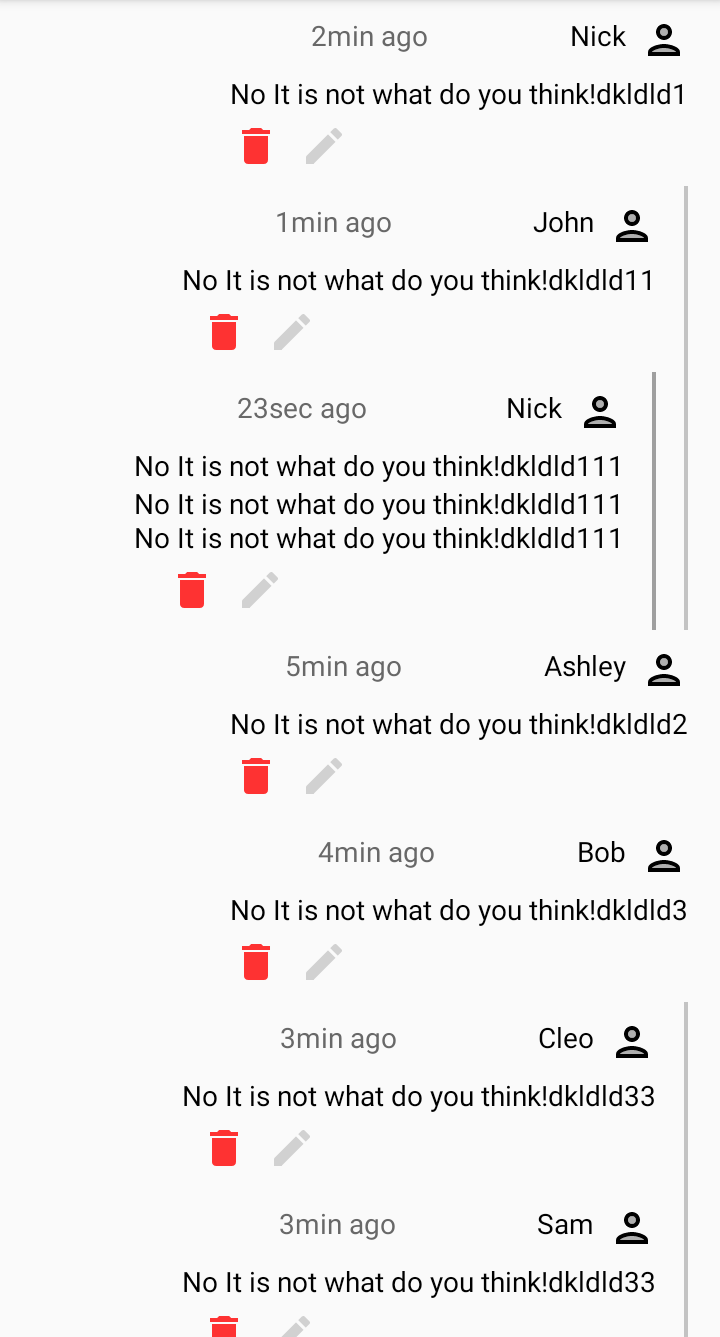 2min ago Nick
No It is not what do you think!dkldld1
1min ago John
No It is not what do you think!dkldld11
23sec ago Nick
No It is not what do you think!dkldld111
No It is not what do you think!dkldld111
No It is not what do you think!dkldld111
5min ago Ashley
No It is not what do you think!dkldld2
4min ago Bob
No It is not what do you think!dkldld3
3min ago Cleo
No It is not what do you think!dkldld33
3min ago Sam
No It is not what do you think!dkldld33